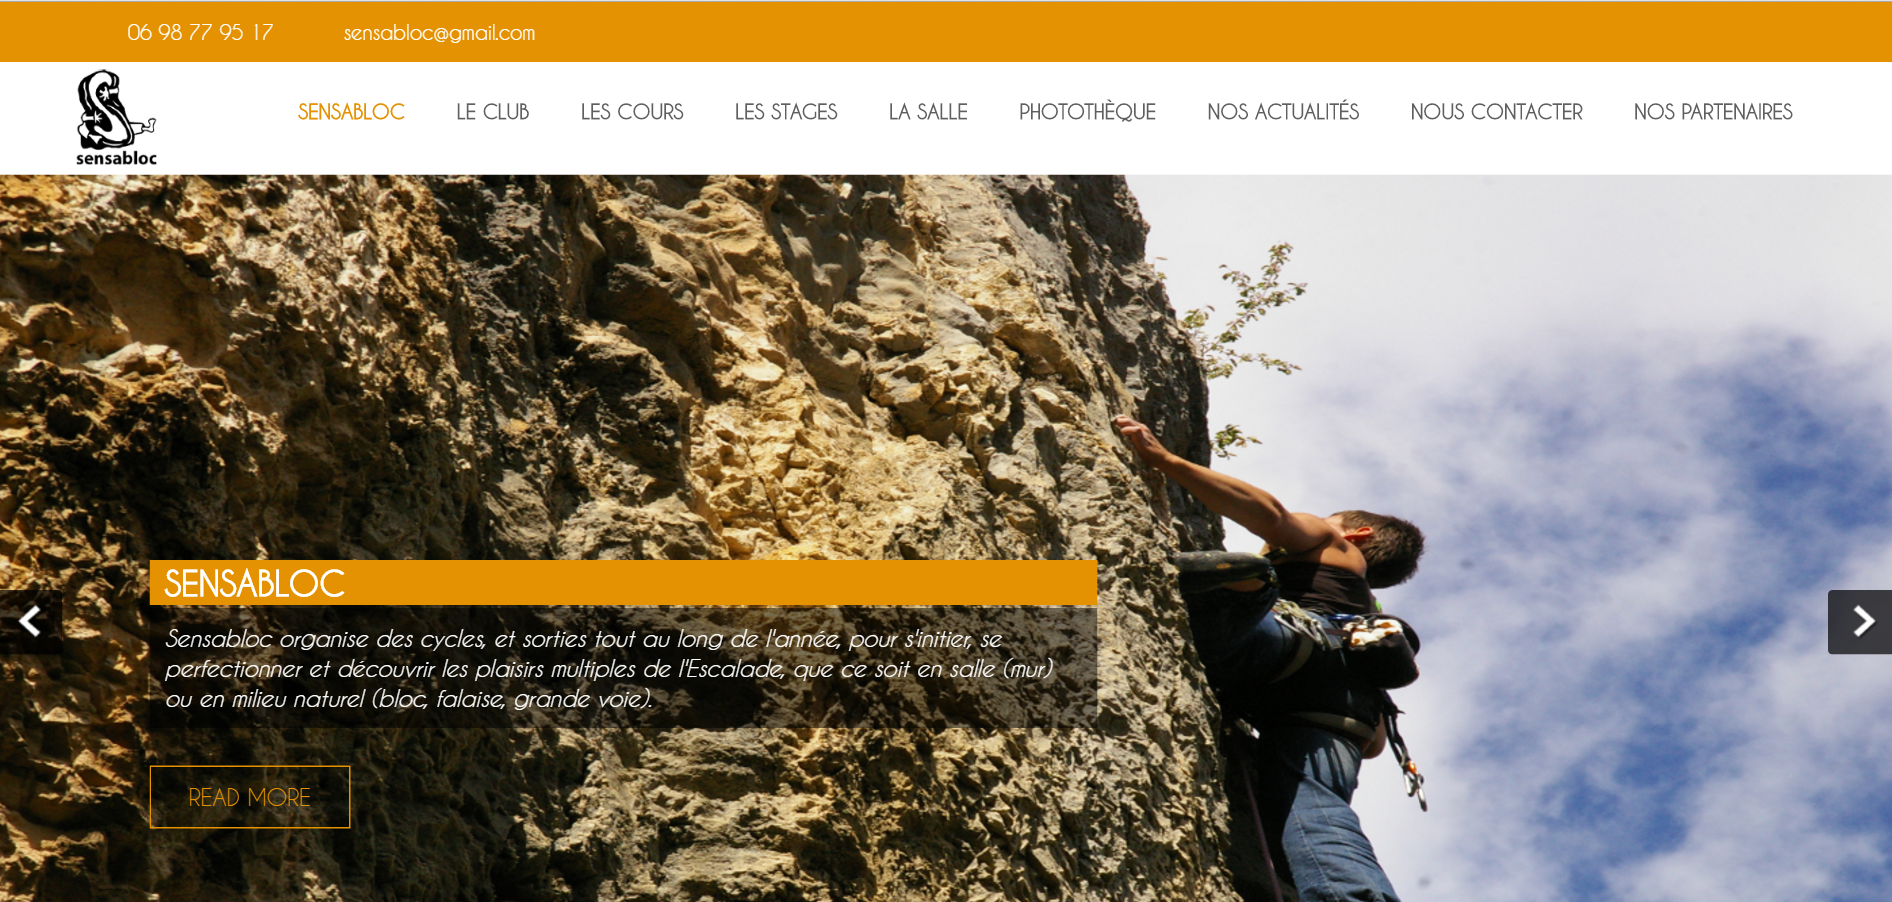 06 98 77 95 17 sensabloc@gmail.com
sensabloc
SENSABLOC LE CLUB LES COURS LES STAGES LA SALLE PHOTOTHÈQUE NOS ACTUALITÉS NOUS CONTACTER NOS PARTENAIRES
SENSABLOC
Sensabloc organise des cycles, et sorties tout au long de l'année, pour s'initier, se
perfectionner et découvrir les plaisirs multiples de l'Escalade, que ce soit en salle (mur)
ou en milieu naturel (bloc, falaise, grande voie).
READ MORE